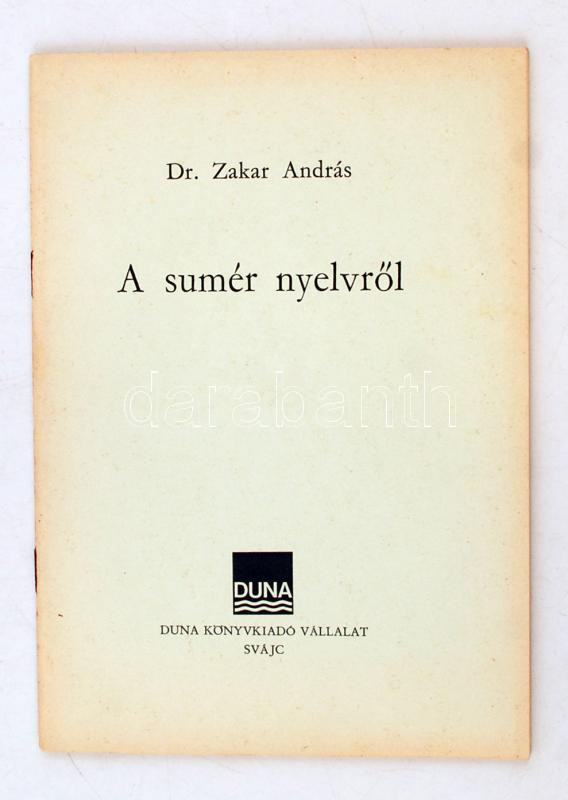 Dr. Zakar András
A sumér nyelvről
darabanth
DUNA
DUNA KÖNYVKIADÓ VÁLLALAT
SVÁJC